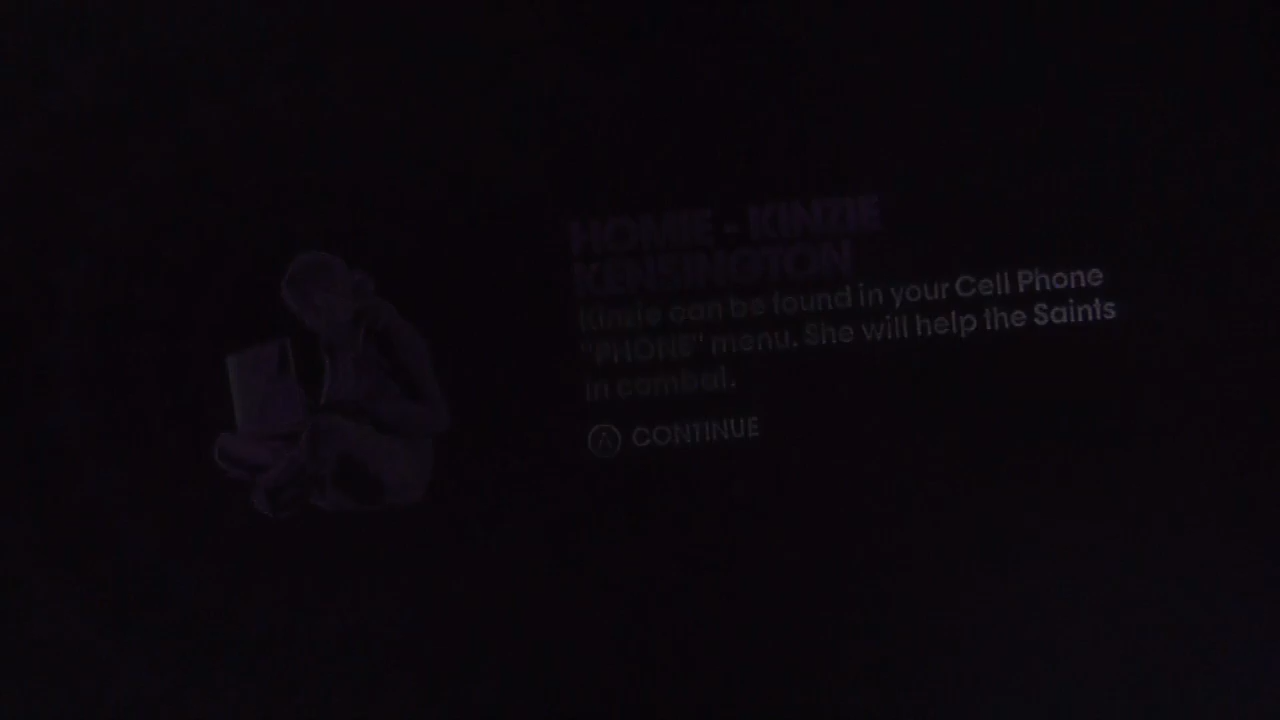 HOMIE - KINZIE
KENSINGTON
Kinzie can be found in your Cell Phone
"PHONE" menu. She will help the Saints
in combat.
A CONTINUE